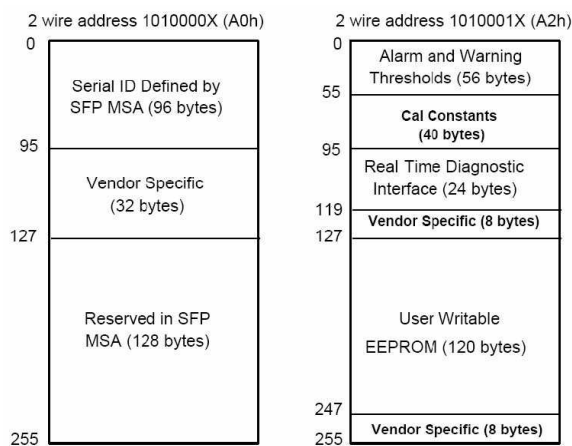 2 wire address 1010000X (A0h)
0
Serial ID Defined by
SFP MSA (96 bytes)
95
Vendor Specific
(32 bytes)
127
Reserved in SFP
MSA (128 bytes)
255
2 wire address 1010001X (A2h)
0
Alarm and Warning
Thresholds (56 bytes)
55
Cal Constants
(40 bytes)
95
Real Time Diagnostic
Interface (24 bytes)
119
Vendor Specific (8 bytes)
127
User Writable
EEPROM (120 bytes)
247
Vendor Specific (8 bytes)
255